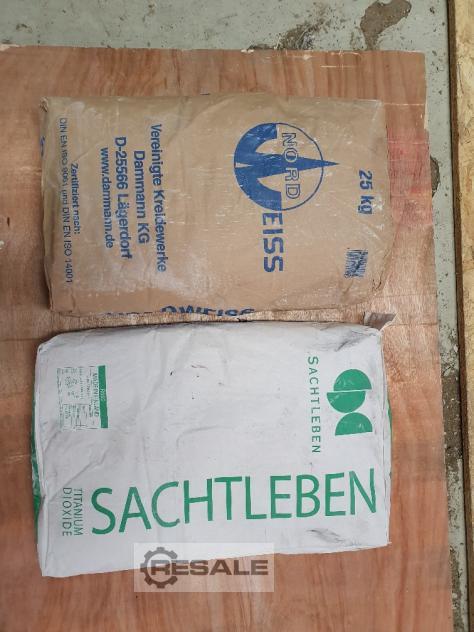 NORD
WEISS
25 kg
Vereinigte Kreidewerke
Dammann KG
D-25566 Lägerdorf
www.dammann.de
Zertifiziert nach:
DIN EN ISO 9001 und DIN EN ISO 14001
NORDWEISS
SACHTLEBEN
SACHTLEBEN
TITANIUM
DIOXIDE
RESALE